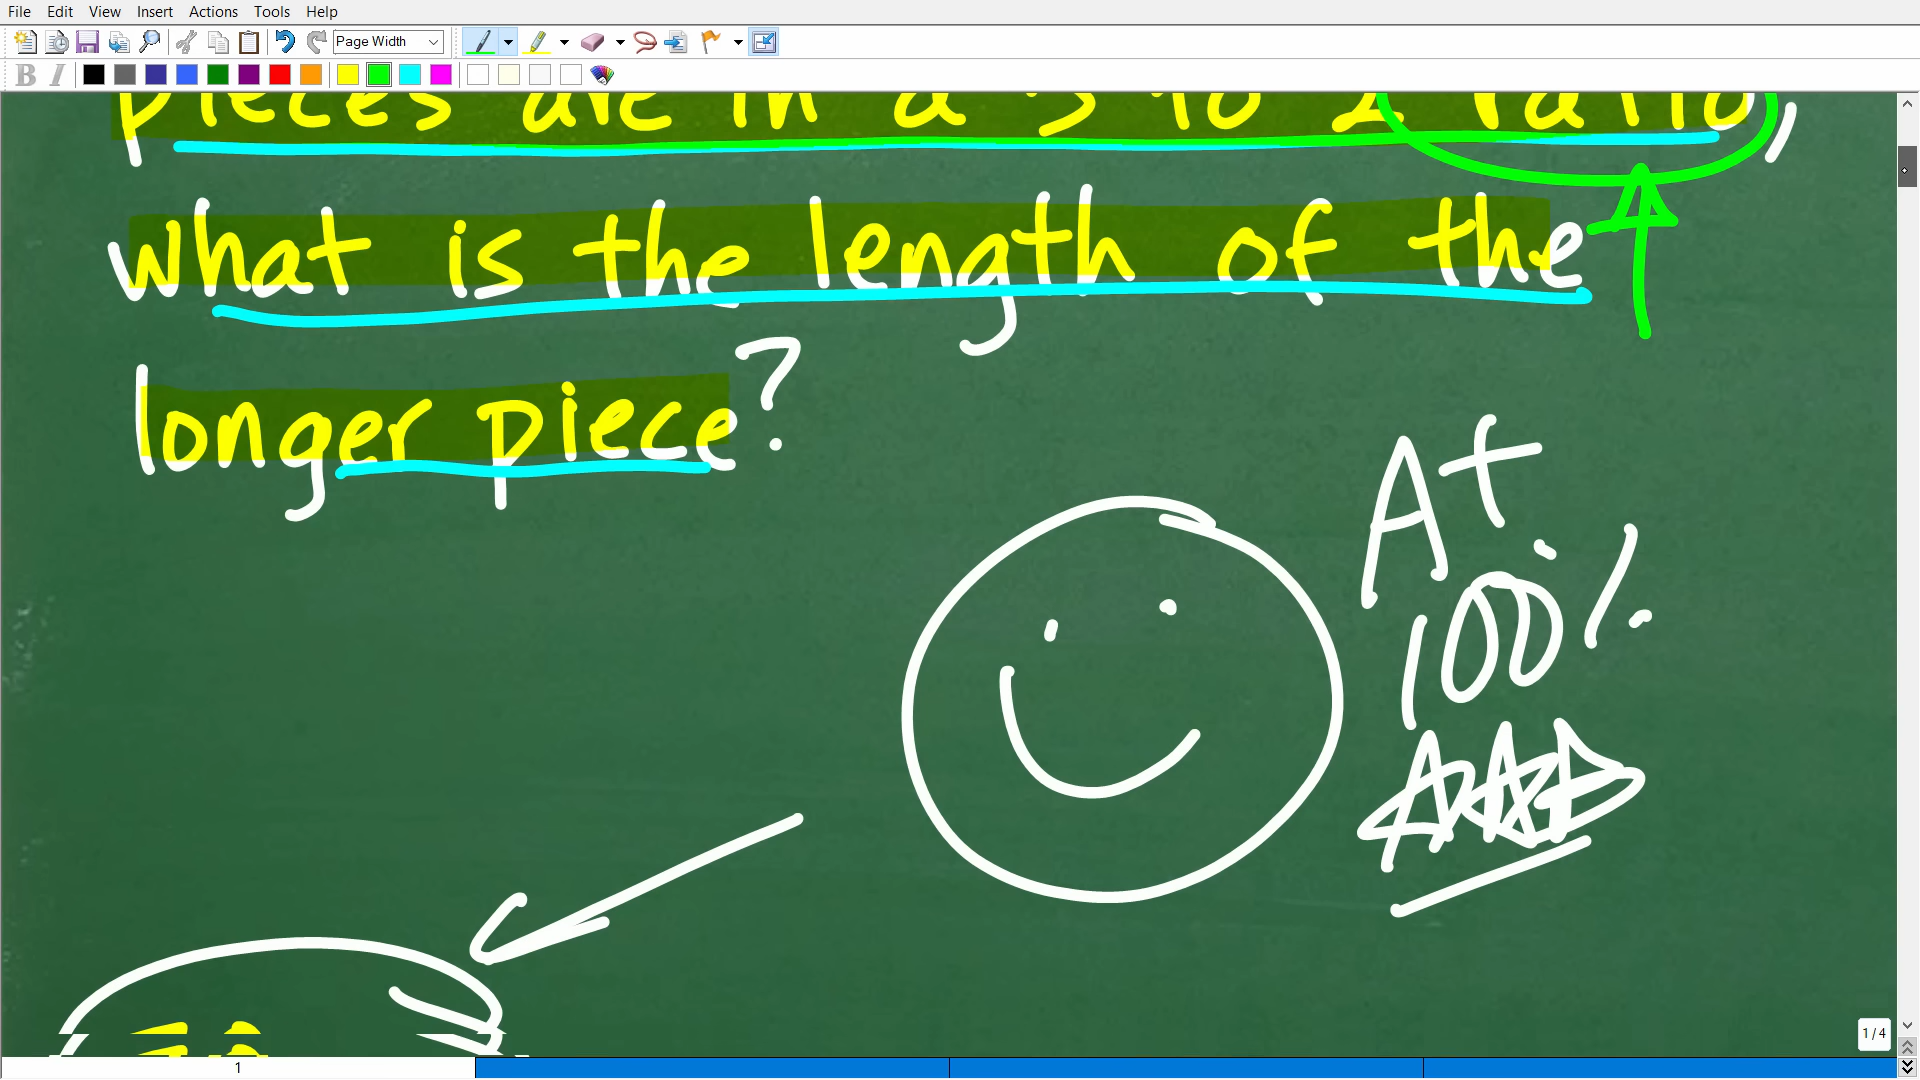 File Edit View Insert Actions Tools Help
Page Width
B I
pieces are in a 3 to 2 ratio,
what is the length of the
longer piece?
A+
100%
1 / 4
1